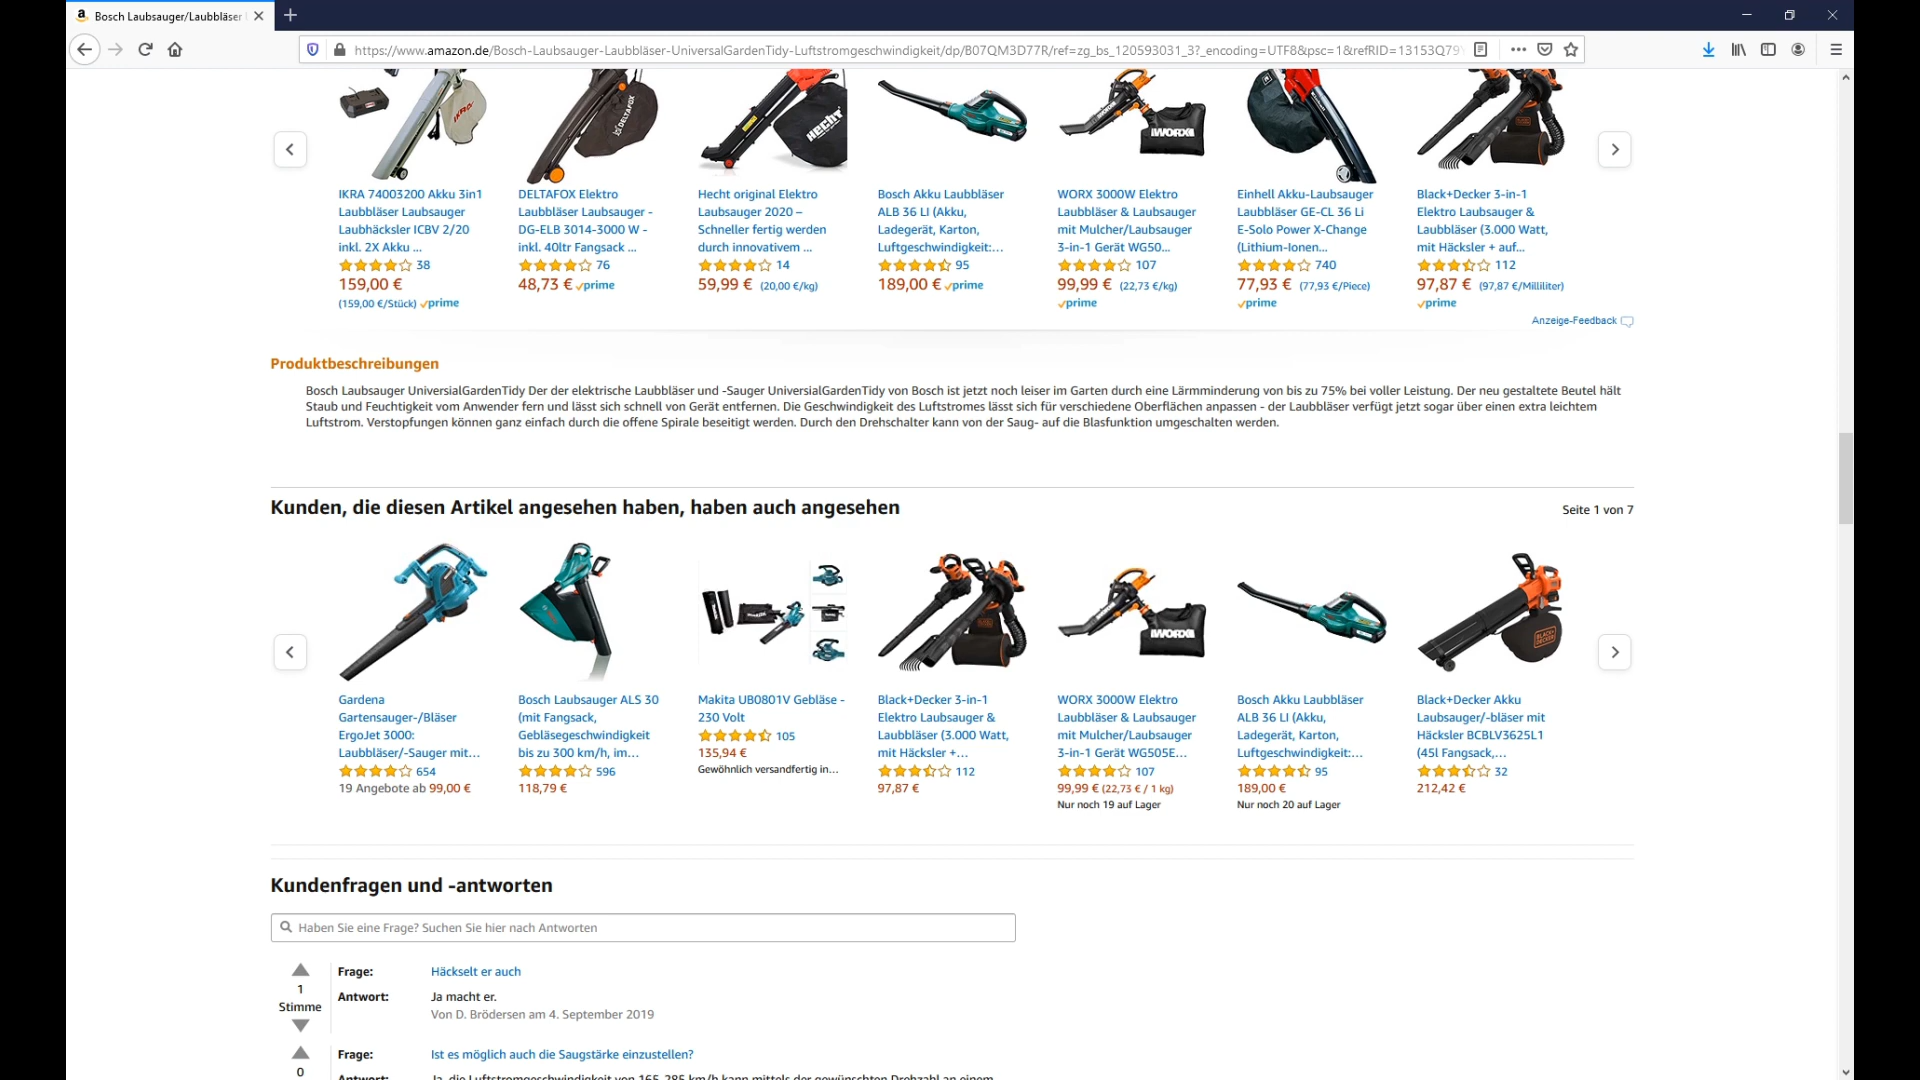 Bosch Laubsauger/Laubbläser
https://www.amazon.de/Bosch-Laubsauger-Laubbläser-UniversalGardenTidy-Luftstromgeschwindigkeit/dp/B07QM3D77R/ref=zg_bs_120593031_3?_encoding=UTF8&psc=1&refRID=13153Q79
IKRA 74003200 Akku 3in1
Laubbläser Laubsauger
Laubhäcksler ICBV 2/20
inkl. 2X Akku ...
38
159,00 €
(159,00 €/Stück) prime
DELTAFOX Elektro
Laubbläser Laubsauger -
DG-ELB 3014-3000 W -
inkl. 40ltr Fangsack ...
76
48,73 € prime
Hecht original Elektro
Laubsauger 2020 –
Schneller fertig werden
durch innovativem ...
14
59,99 € (20,00 €/kg)
Bosch Akku Laubbläser
ALB 36 LI (Akku,
Ladegerät, Karton,
Luftgeschwindigkeit:...
95
189,00 € prime
WORX 3000W Elektro
Laubbläser & Laubsauger
mit Mulcher/Laubsauger
3-in-1 Gerät WG50...
107
99,99 € (22,73 €/kg)
prime
Einhell Akku-Laubsauger
Laubbläser GE-CL 36 Li
E-Solo Power X-Change
(Lithium-Ionen...
740
77,93 € (77,93 €/Piece)
prime
Black+Decker 3-in-1
Elektro Laubsauger &
Laubbläser (3.000 Watt,
mit Häcksler + auf...
112
97,87 € (97,87 €/Milliliter)
prime
Anzeige-Feedback
Produktbeschreibungen
Bosch Laubsauger UniversialGardenTidy Der der elektrische Laubbläser und -Sauger UniversialGardenTidy von Bosch ist jetzt noch leiser im Garten durch eine Lärmminderung von bis zu 75% bei voller Leistung. Der neu gestaltete Beutel hält
Staub und Feuchtigkeit vom Anwender fern und lässt sich schnell von Gerät entfernen. Die Geschwindigkeit des Luftstromes lässt sich für verschiedene Oberflächen anpassen - der Laubbläser verfügt jetzt sogar über einen extra leichtem
Luftstrom. Verstopfungen können ganz einfach durch die offene Spirale beseitigt werden. Durch den Drehschalter kann von der Saug- auf die Blasfunktion umgeschalten werden.
Kunden, die diesen Artikel angesehen haben, haben auch angesehen
Seite 1 von 7
Gardena
Gartensauger-/Bläser
ErgoJet 3000:
Laubbläser/-Sauger mit...
654
19 Angebote ab 99,00 €
Bosch Laubsauger ALS 30
(mit Fangsack,
Gebläsegeschwindigkeit
bis zu 300 km/h, im...
596
118,79 €
Makita UB0801V Gebläse -
230 Volt
105
135,94 €
Gewöhnlich versandfertig in...
Black+Decker 3-in-1
Elektro Laubsauger &
Laubbläser (3.000 Watt,
mit Häcksler +...
112
97,87 €
WORX 3000W Elektro
Laubbläser & Laubsauger
mit Mulcher/Laubsauger
3-in-1 Gerät WG505E...
107
99,99 € (22,73 € / 1 kg)
Nur noch 19 auf Lager
Bosch Akku Laubbläser
ALB 36 LI (Akku,
Ladegerät, Karton,
Luftgeschwindigkeit:...
95
189,00 €
Nur noch 20 auf Lager
Black+Decker Akku
Laubsauger/-bläser mit
Häcksler BCBLV3625L1
(45l Fangsack,...
32
212,42 €
Kundenfragen und -antworten
Haben Sie eine Frage? Suchen Sie hier nach Antworten
1
Stimme
Frage: Häckselt er auch
Antwort: Ja macht er.
Von D. Brödersen am 4. September 2019
0
Frage: Ist es möglich auch die Saugstärke einzustellen?
Antwort: Ja, die Luftstromgeschwindigkeit von 165-285 km/h kann mittels der gewünschten Drehzahl an einem